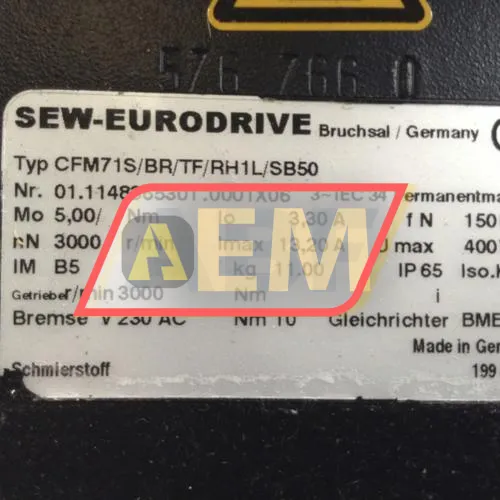 576 766 0
SEW-EURODRIVE Bruchsal / Germany
Typ CFM71S/BR/TF/RH1L/SB50
Nr. 3~IEC 34 ermanentma
Mo 5,00/ Nm Io 3,30 A f N 150
nN 3000 r/min Imax 13,20 A U max 400
IM B5 kg 11,00 IP 65 Iso.K
Getriebe r/min 3000 Nm i
Bremse V 230 AC Nm 10 Gleichrichter BME
Made in Ger
Schmierstoff 199
AEM